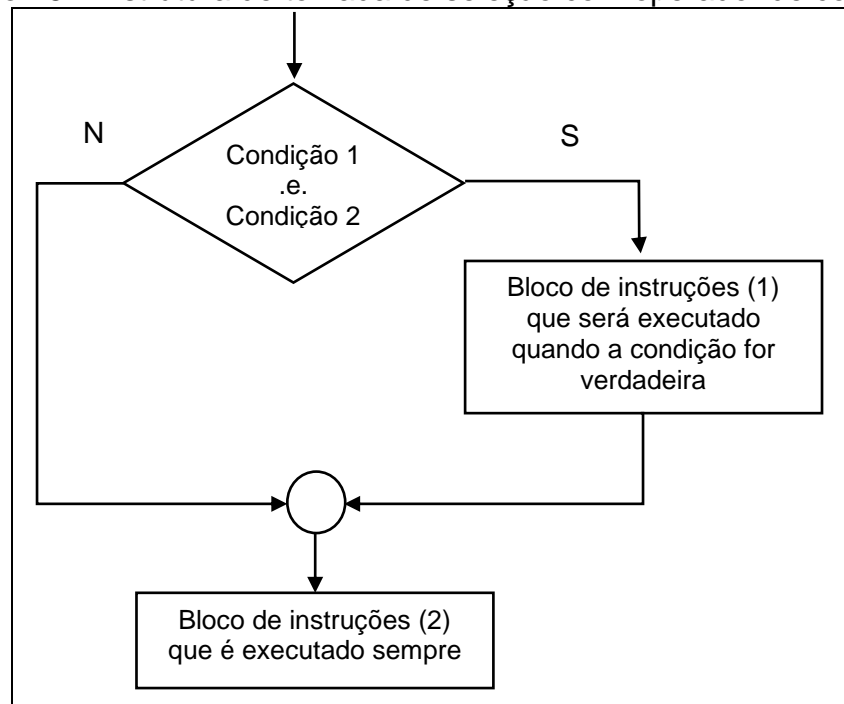 N
S
Condição 1
.e.
Condição 2
Bloco de instruções (1)
que será executado
quando a condição for
verdadeira
Bloco de instruções (2)
que é executado sempre